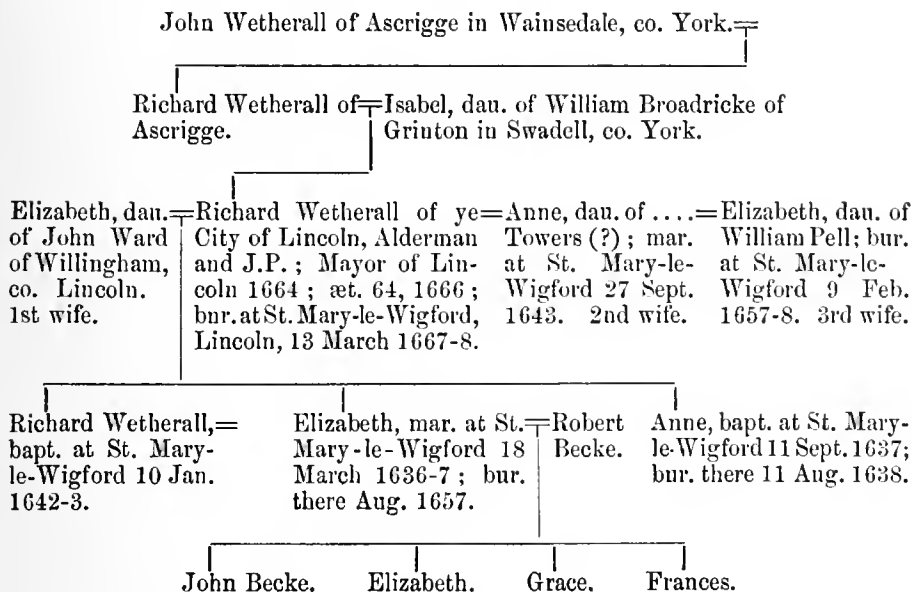 John Wetherall of Ascrigge in Wainsedale, co. York.
Richard Wetherall of
Ascrigge.
Isabel, dau. of William Broadricke of
Grinton in Swadell, co. York.
Elizabeth, dau.
of John Ward
of Willingham,
co. Lincoln.
1st wife.
Richard Wetherall of ye
City of Lincoln, Alderman
and J.P. ; Mayor of Lin-
coln 1664 ; æt. 64, 1666 ;
bur. at St. Mary-le-Wigford,
Lincoln, 13 March 1667-8.
Anne, dau. of . . . .
Towers (?) ; mar.
at St. Mary-le-
Wigford 27 Sept.
1643. 2nd wife.
Elizabeth, dau. of
William Pell; bur.
at St. Mary-le-
Wigford 9 Feb.
1657-8. 3rd wife.
Richard Wetherall,
bapt. at St. Mary-
le-Wigford 10 Jan.
1642-3.
Elizabeth, mar. at St.
Mary-le-Wigford 18
March 1636-7 ; bur.
there Aug. 1657.
Robert
Becke.
Anne, bapt. at St. Mary-
le-Wigford 11 Sept. 1637;
bur. there 11 Aug. 1638.
John Becke. Elizabeth. Grace. Frances.